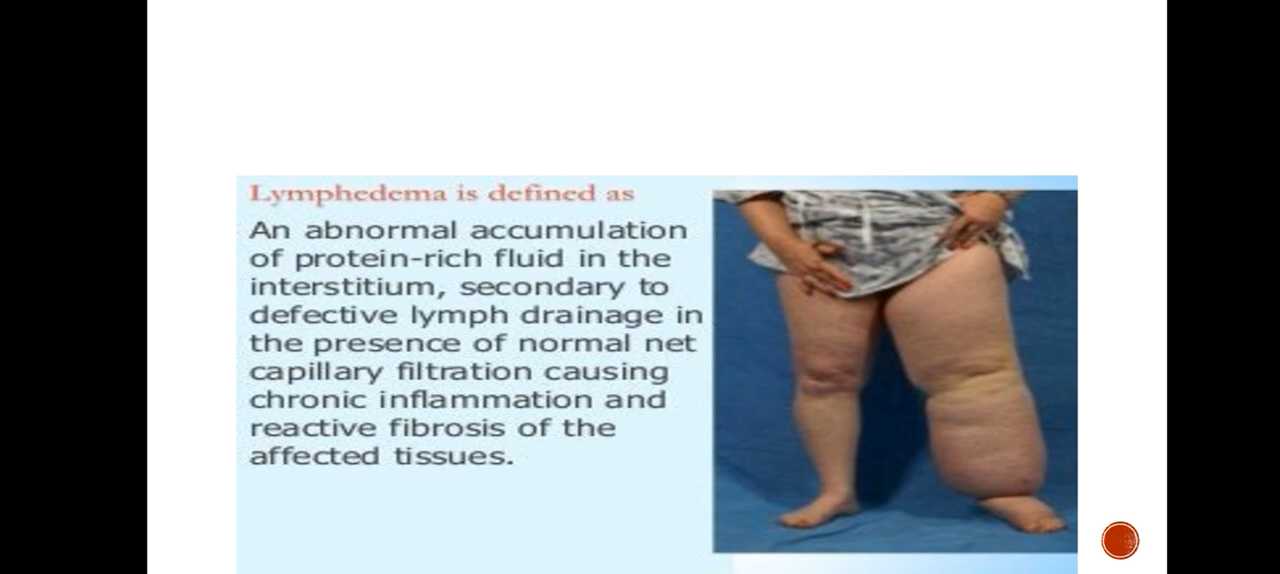 Lymphedema is defined as
An abnormal accumulation
of protein-rich fluid in the
interstitium, secondary to
defective lymph drainage in
the presence of normal net
capillary filtration causing
chronic inflammation and
reactive fibrosis of the
affected tissues.